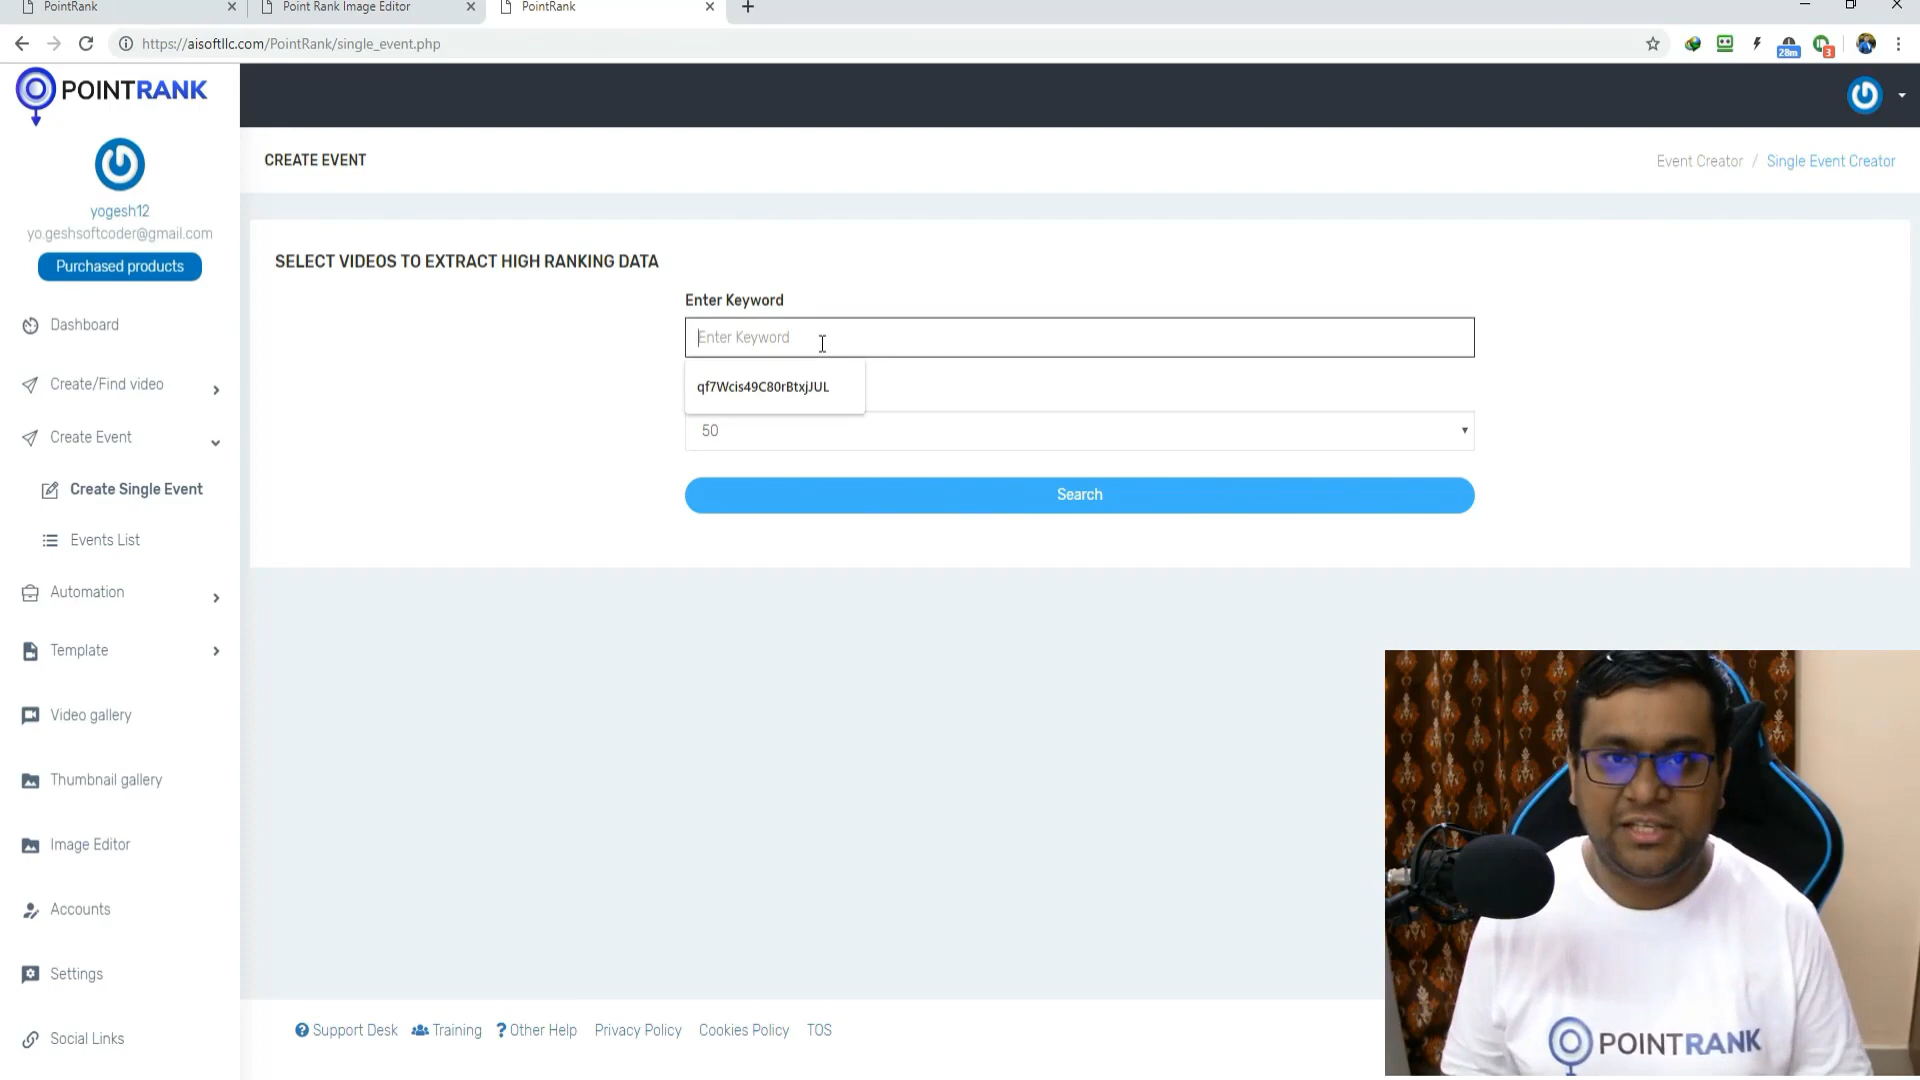 PointRank
Point Rank Image Editor
PointRank
https://aisoftllc.com/PointRank/single_event.php
28m
3
POINTRANK
yogesh12
yo.geshsoftcoder@gmail.com
Purchased products
Dashboard
Create/Find video
Create Event
Create Single Event
Events List
Automation
Template
Video gallery
Thumbnail gallery
Image Editor
Accounts
Settings
Social Links
CREATE EVENT
Event Creator / Single Event Creator
SELECT VIDEOS TO EXTRACT HIGH RANKING DATA
Enter Keyword
Enter Keyword
qf7Wcis49C80rBtxjJUL
50
Search
Support Desk Training Other Help Privacy Policy Cookies Policy TOS
POINTRANK